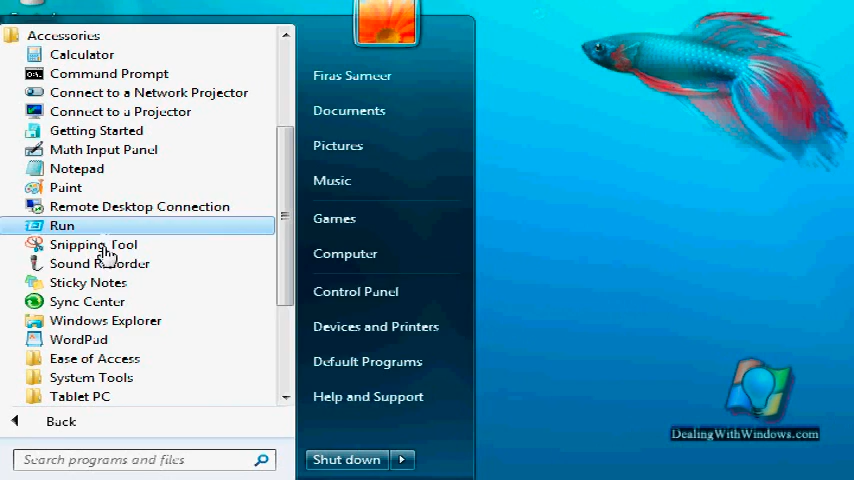 Accessories
Calculator
Command Prompt
Connect to a Network Projector
Connect to a Projector
Getting Started
Math Input Panel
Notepad
Paint
Remote Desktop Connection
Run
Snipping Tool
Sound Recorder
Sticky Notes
Sync Center
Windows Explorer
WordPad
Ease of Access
System Tools
Tablet PC
Back
Search programs and files
Firas Sameer
Documents
Pictures
Music
Games
Computer
Control Panel
Devices and Printers
Default Programs
Help and Support
Shut down
DealingWithWindows.com